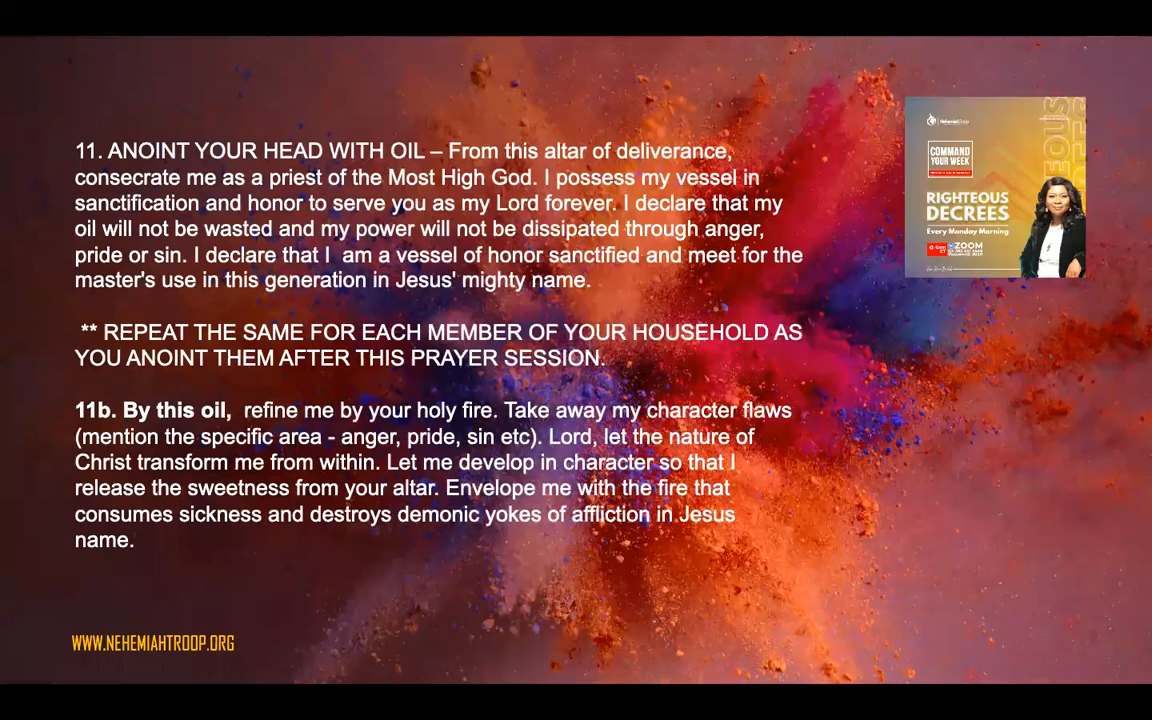 11. ANOINT YOUR HEAD WITH OIL – From this altar of deliverance,
consecrate me as a priest of the Most High God. I possess my vessel in
sanctification and honor to serve you as my Lord forever. I declare that my
oil will not be wasted and my power will not be dissipated through anger,
pride or sin. I declare that I  am a vessel of honor sanctified and meet for the
master's use in this generation in Jesus' mighty name.
** REPEAT THE SAME FOR EACH MEMBER OF YOUR HOUSEHOLD AS
YOU ANOINT THEM AFTER THIS PRAYER SESSION.
11b. By this oil,  refine me by your holy fire. Take away my character flaws
(mention the specific area - anger, pride, sin etc). Lord, let the nature of
Christ transform me from within. Let me develop in character so that I
release the sweetness from your altar. Envelope me with the fire that
consumes sickness and destroys demonic yokes of affliction in Jesus
name.
WWW.NEHEMIAHTROOP.ORG
NehemiahTroop
COMMAND
YOUR WEEK
RIGHTEOUS
DECREES
Every Monday Morning
ZOOM